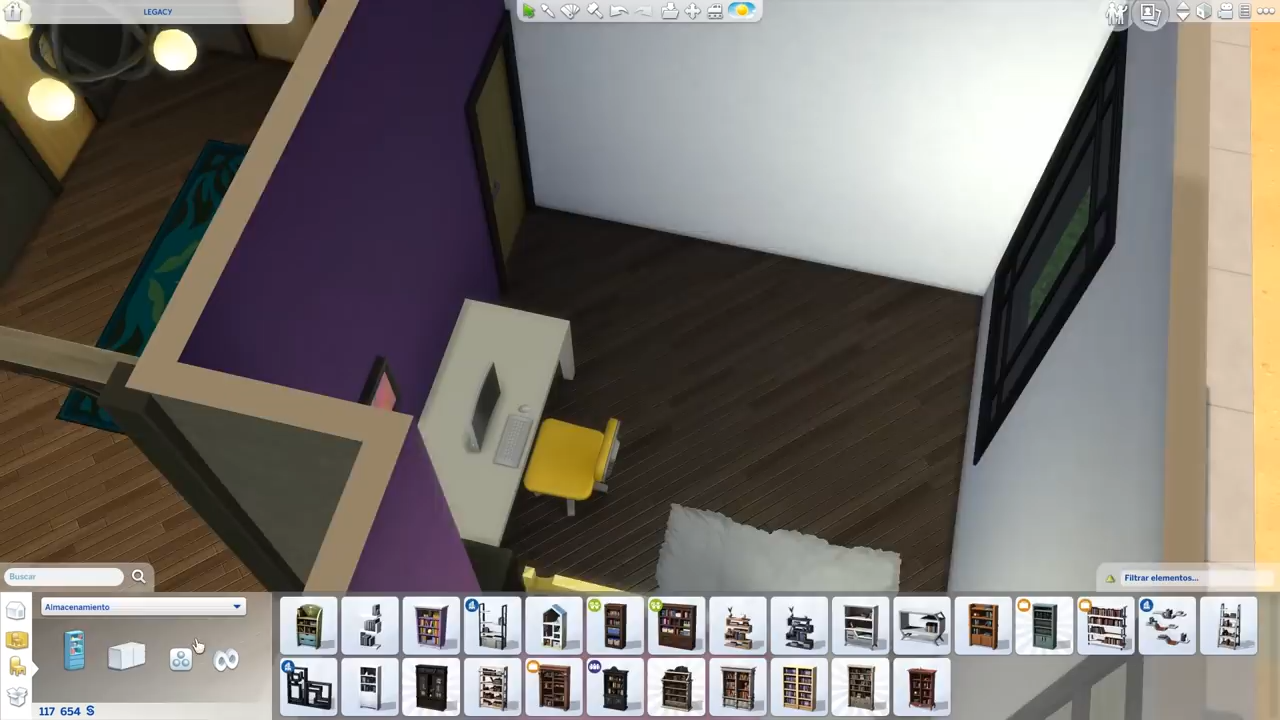 LEGACY
Buscar
Filtrar elementos...
Almacenamiento
117 654 §